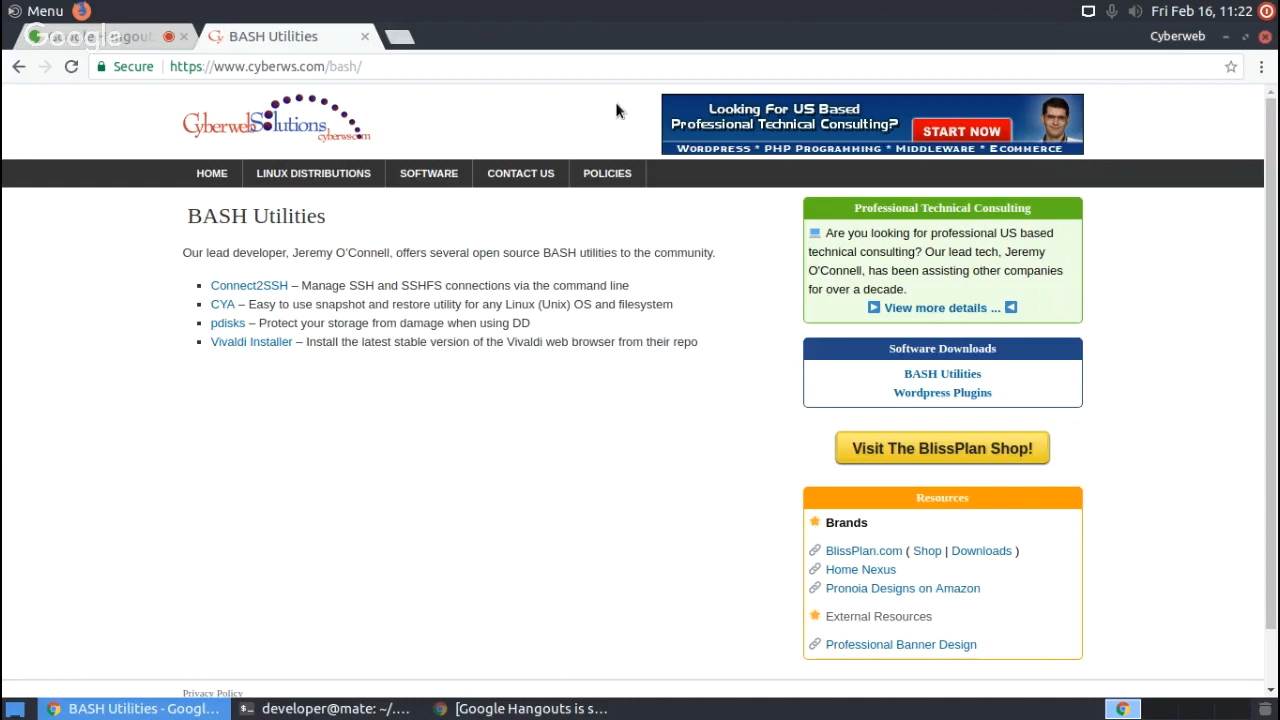 Menu
Fri Feb 16, 11:22
Google Hangouts
Google
BASH Utilities
Cyberweb
Secure
https://www.cyberws.com/bash/
CyberwebSolutions
cyberws.com
Looking For US Based
Professional Technical Consulting?
START NOW
WORDPRESS * PHP PROGRAMMING * MIDDLEWARE * ECOMMERCE
HOME
LINUX DISTRIBUTIONS
SOFTWARE
CONTACT US
POLICIES
BASH Utilities
Our lead developer, Jeremy O'Connell, offers several open source BASH utilities to the community.
Connect2SSH – Manage SSH and SSHFS connections via the command line
CYA – Easy to use snapshot and restore utility for any Linux (Unix) OS and filesystem
pdisks – Protect your storage from damage when using DD
Vivaldi Installer – Install the latest stable version of the Vivaldi web browser from their repo
Professional Technical Consulting
Are you looking for professional US based
technical consulting? Our lead tech, Jeremy
O'Connell, has been assisting other companies
for over a decade.
View more details ...
Software Downloads
BASH Utilities
Wordpress Plugins
Visit The BlissPlan Shop!
Resources
Brands
BlissPlan.com ( Shop | Downloads )
Home Nexus
Pronoia Designs on Amazon
External Resources
Professional Banner Design
Privacy Policy
BASH Utilities - Googl...
developer@mate: ~/....
[Google Hangouts is s...